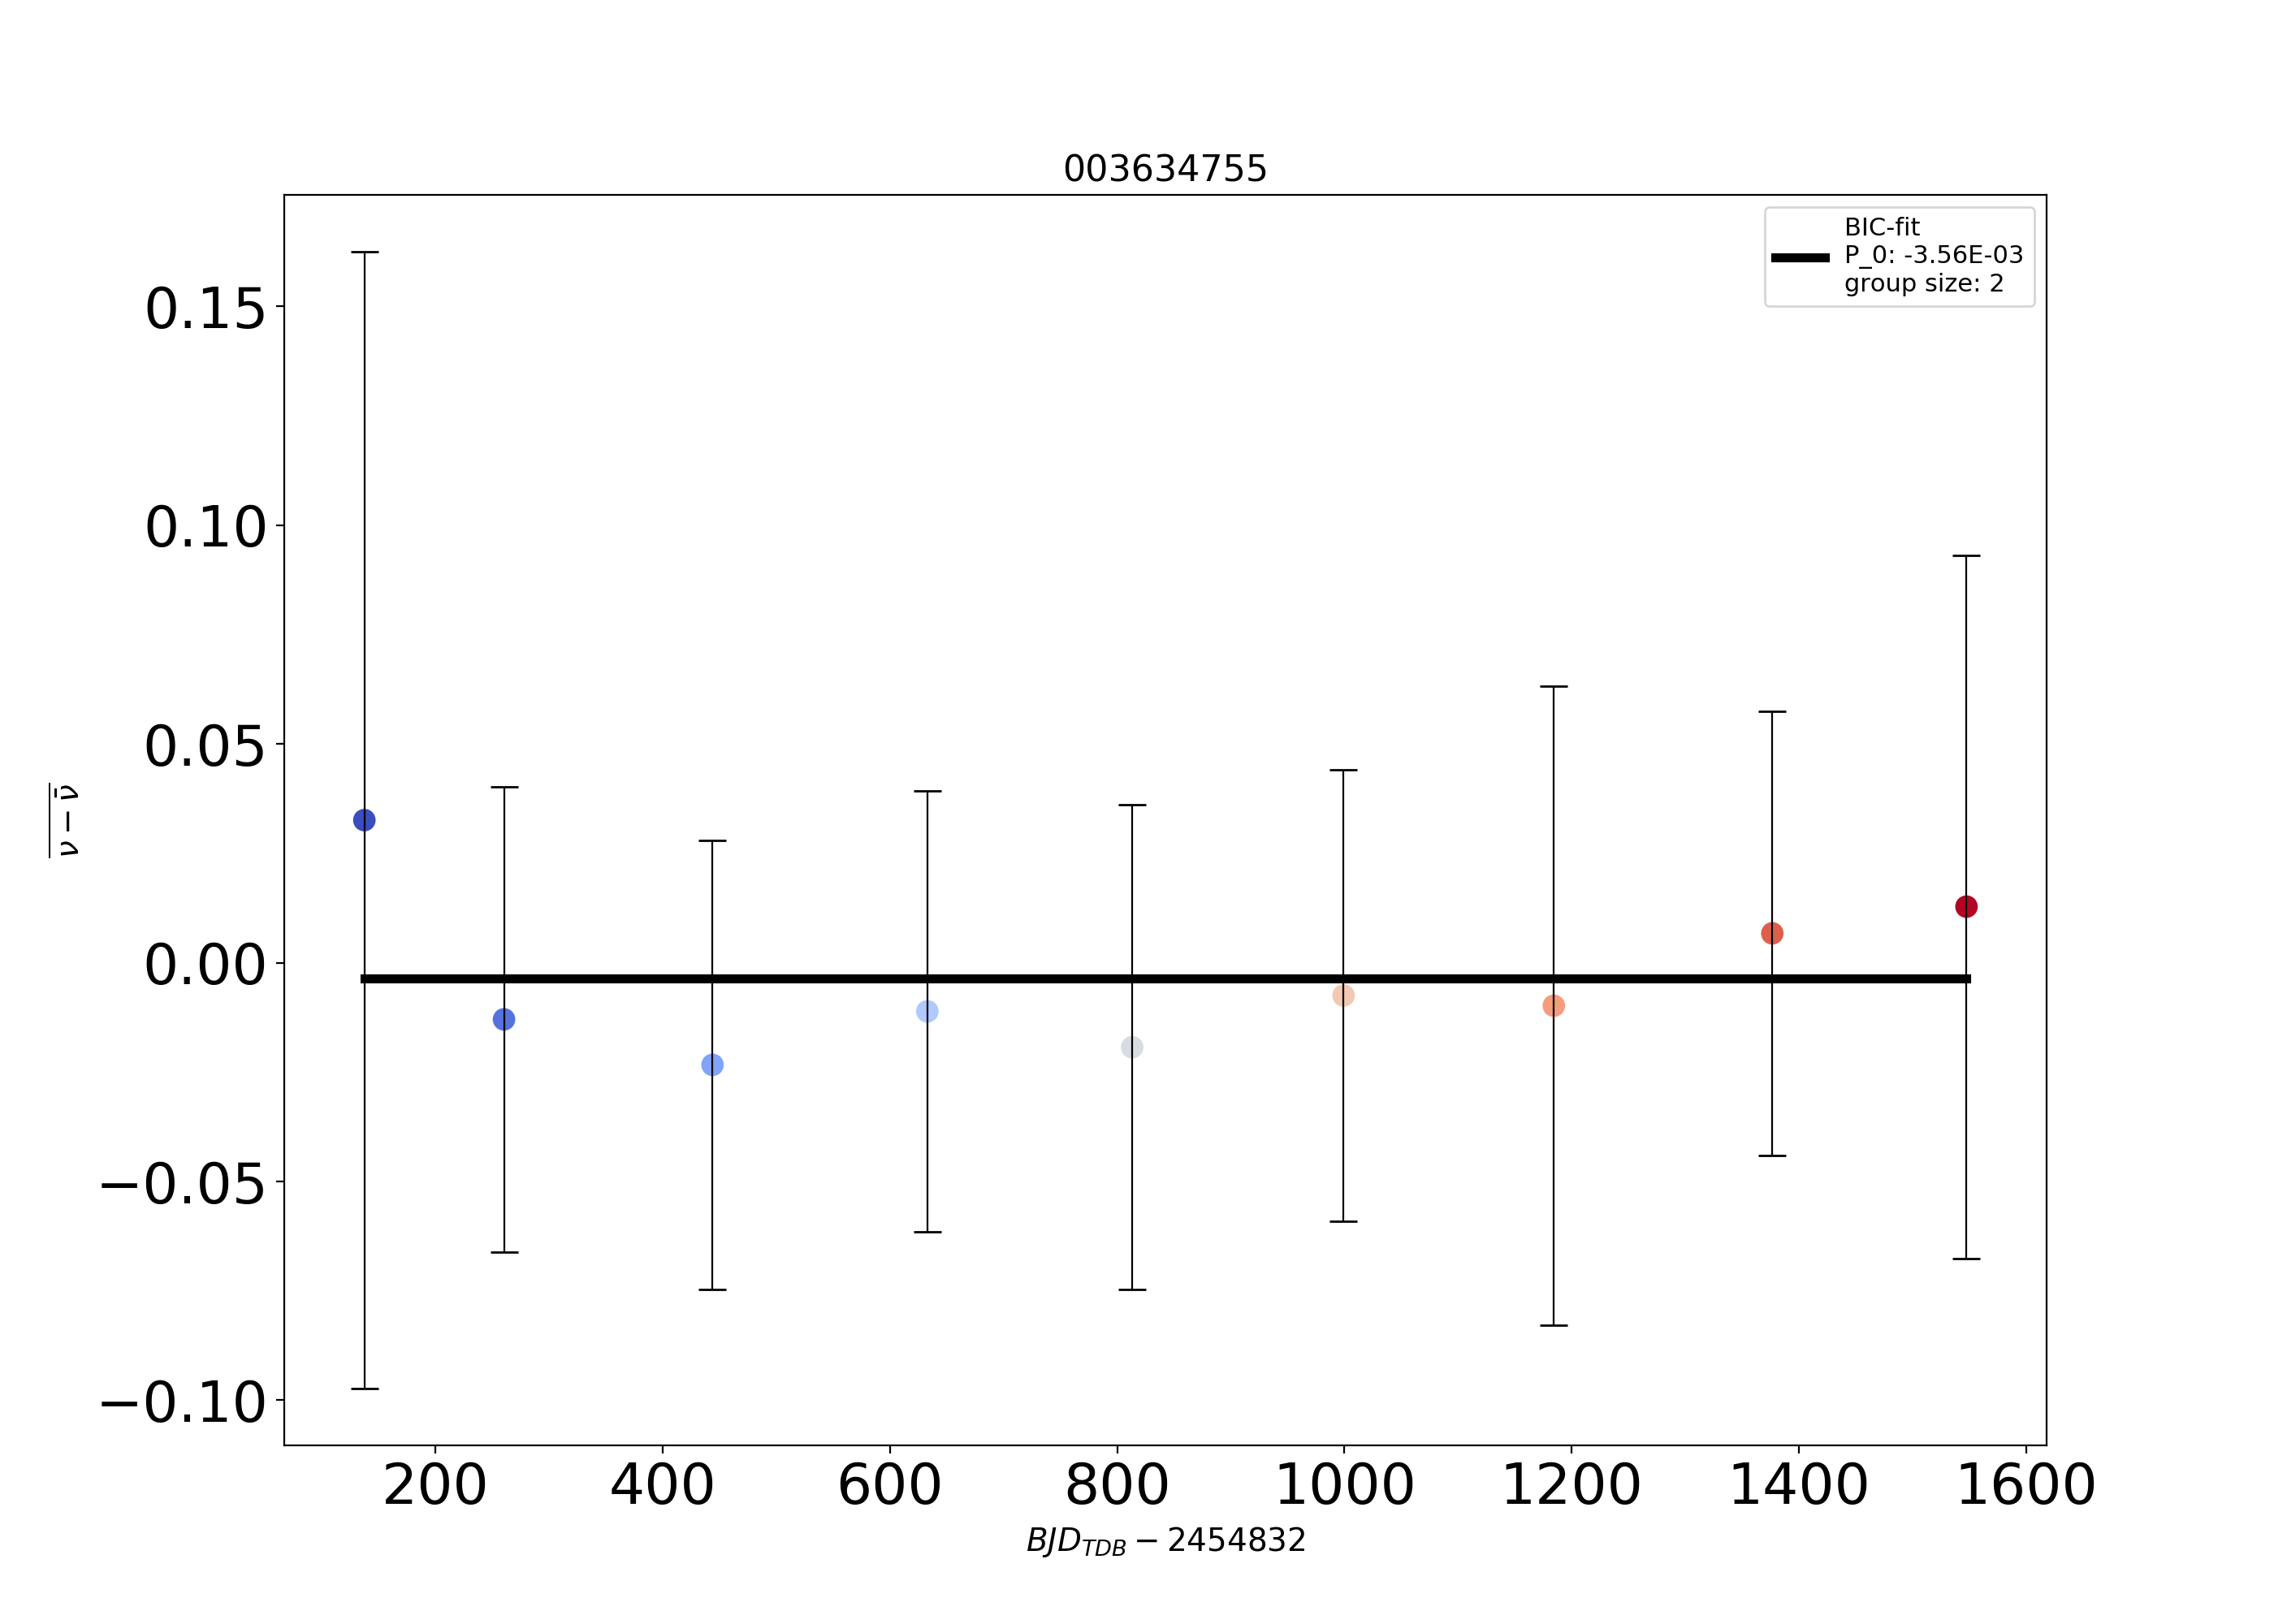 003634755
BIC-fit
P_0: -3.56E-03
group size: 2
0.15
0.10
0.05
0.00
−0.05
−0.10
ν − ν̄
200 400 600 800 1000 1200 1400 1600
BJD_TDB − 2454832